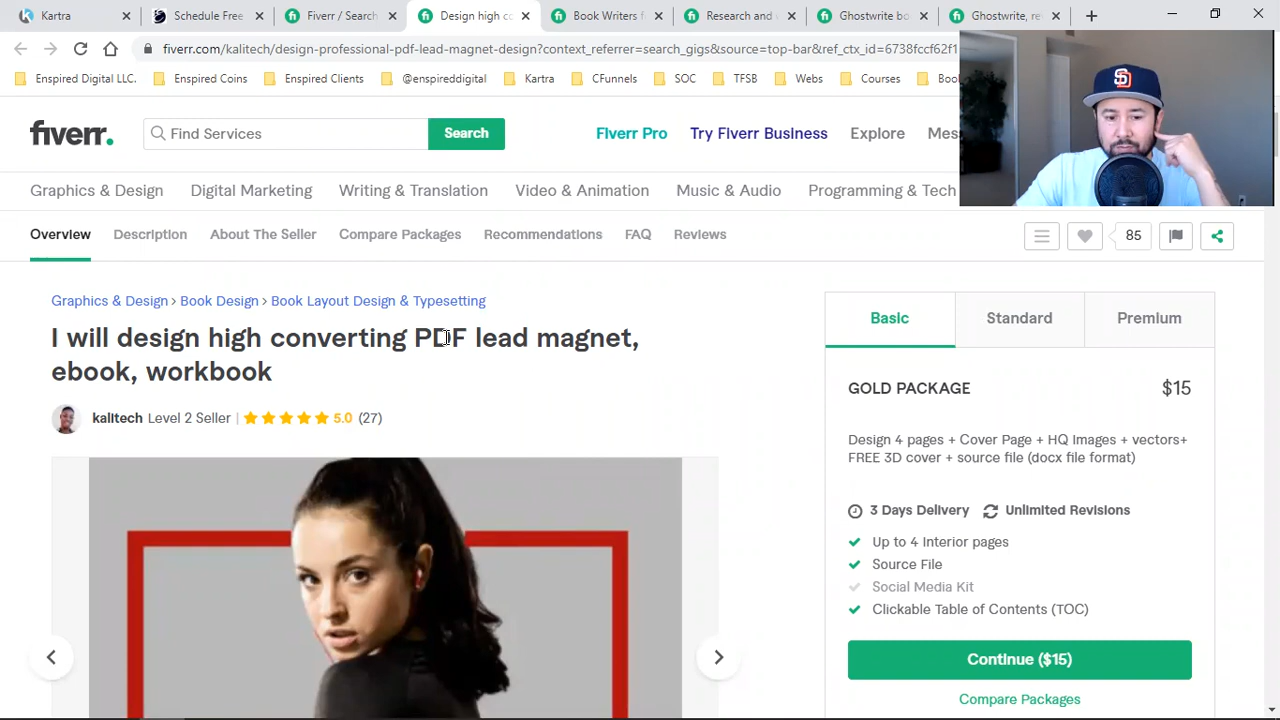 Kartra
Schedule Free
Fiverr / Search
Design high co
Book Writers f
Research and
Ghostwrite bo
Ghostwrite, re
fiverr.com/kalitech/design-professional-pdf-lead-magnet-design?context_referrer=search_gigs&source=top-bar&ref_ctx_id=6738fccf62f1
Enspired Digital LLC.
Enspired Coins
Enspired Clients
@enspireddigital
Kartra
CFunnels
SOC
TFSB
Webs
Courses
Boo
SD
fiverr.
Find Services
Search
Fiverr Pro
Try Fiverr Business
Explore
Mes
Graphics & Design
Digital Marketing
Writing & Translation
Video & Animation
Music & Audio
Programming & Tech
Overview
Description
About The Seller
Compare Packages
Recommendations
FAQ
Reviews
85
Graphics & Design › Book Design › Book Layout Design & Typesetting
I will design high converting PDF lead magnet,
ebook, workbook
kalitech Level 2 Seller | 5.0 (27)
Basic
Standard
Premium
GOLD PACKAGE
$15
Design 4 pages + Cover Page + HQ Images + vectors+
FREE 3D cover + source file (docx file format)
3 Days Delivery
Unlimited Revisions
Up to 4 Interior pages
Source File
Social Media Kit
Clickable Table of Contents (TOC)
Continue ($15)
Compare Packages